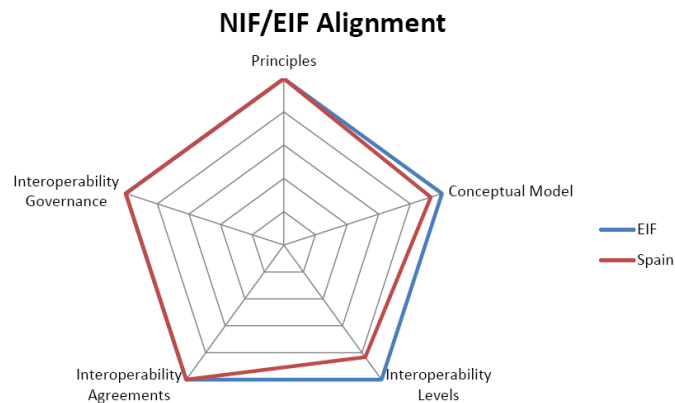 NIF/EIF Alignment
Principles
Interoperability
Governance
Conceptual Model
EIF
Spain
Interoperability
Agreements
Interoperability
Levels